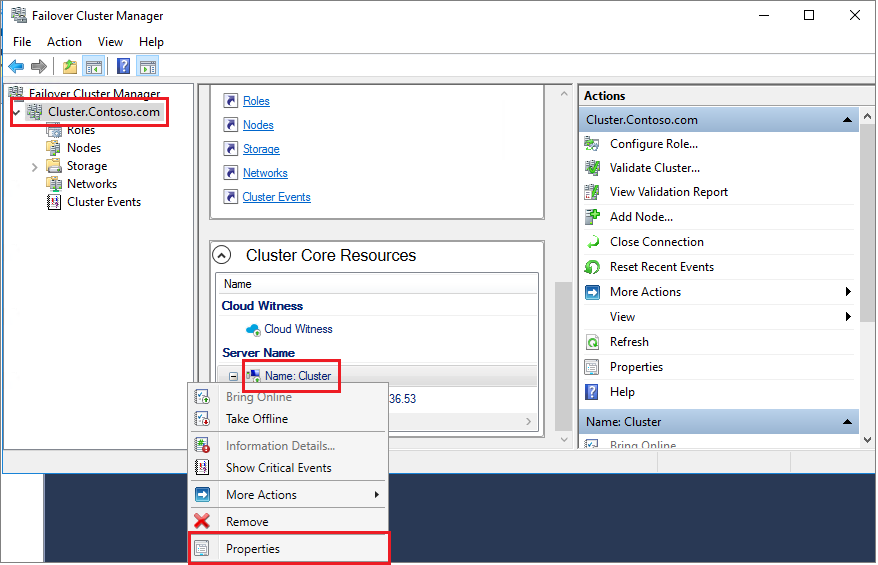 Failover Cluster Manager
File Action View Help
Failover Cluster Manager
Cluster.Contoso.com
Roles
Nodes
Storage
Networks
Cluster Events
Roles
Nodes
Storage
Networks
Cluster Events
Cluster Core Resources
Name
Cloud Witness
Cloud Witness
Server Name
Name: Cluster
36.53
Bring Online
Take Offline
Information Details...
Show Critical Events
More Actions
Remove
Properties
Actions
Cluster.Contoso.com
Configure Role...
Validate Cluster...
View Validation Report
Add Node...
Close Connection
Reset Recent Events
More Actions
View
Refresh
Properties
Help
Name: Cluster
Bring Online